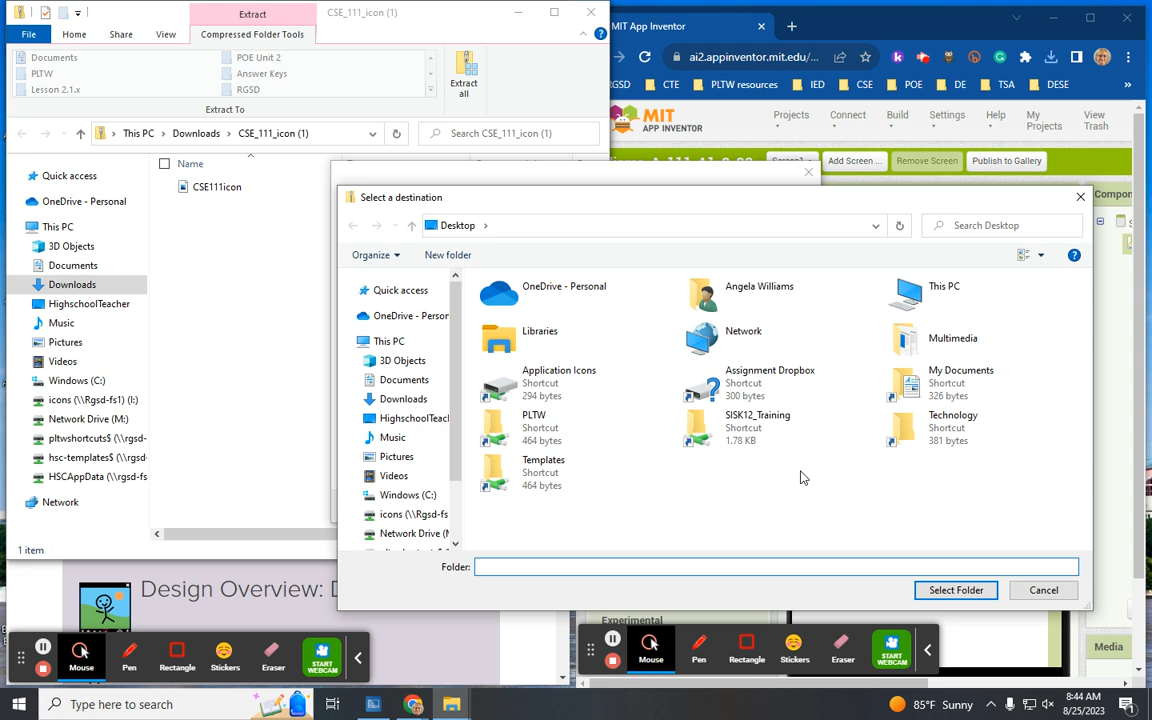 Extract
CSE_111_icon (1)
File
Home
Share
View
Compressed Folder Tools
Documents
PLTW
Lesson 2.1.x
POE Unit 2
Answer Keys
RGSD
Extract To
Extract all
This PC
Downloads
CSE_111_icon (1)
Search CSE_111_icon (1)
Name
CSE111icon
Quick access
OneDrive - Personal
This PC
3D Objects
Documents
Downloads
HighschoolTeacher
Music
Pictures
Videos
Windows (C:)
icons (\\Rgsd-fs1) (I:)
Network Drive (M:)
pltwshortcuts$ (\\rgsd-
hsc-templates$ (\\rgsd-
HSCAppData (\\rgsd-fs
Network
1 item
MIT App Inventor
ai2.appinventor.mit.edu/...
RGSD
CTE
PLTW resources
IED
CSE
POE
DE
TSA
DESE
»
MIT
APP INVENTOR
Projects
Connect
Build
Settings
Help
My Projects
View Trash
Add Screen ...
Remove Screen
Publish to Gallery
Compon
Select a destination
Desktop
Search Desktop
Organize
New folder
Quick access
OneDrive - Person
This PC
3D Objects
Documents
Downloads
HighschoolTeac
Music
Pictures
Videos
Windows (C:)
icons (\\Rgsd-fs
Network Drive (M
OneDrive - Personal
Angela Williams
This PC
Libraries
Network
Multimedia
Application Icons
Shortcut
294 bytes
Assignment Dropbox
Shortcut
300 bytes
My Documents
Shortcut
326 bytes
PLTW
Shortcut
464 bytes
SISK12_Training
Shortcut
1.78 KB
Technology
Shortcut
381 bytes
Templates
Shortcut
464 bytes
Folder:
Select Folder
Cancel
Design Overview: D
Experimental
Media
Mouse
Pen
Rectangle
Stickers
Eraser
START WEBCAM
Mouse
Pen
Rectangle
Stickers
Eraser
START WEBCAM
Type here to search
85°F Sunny
8:44 AM
8/25/2023